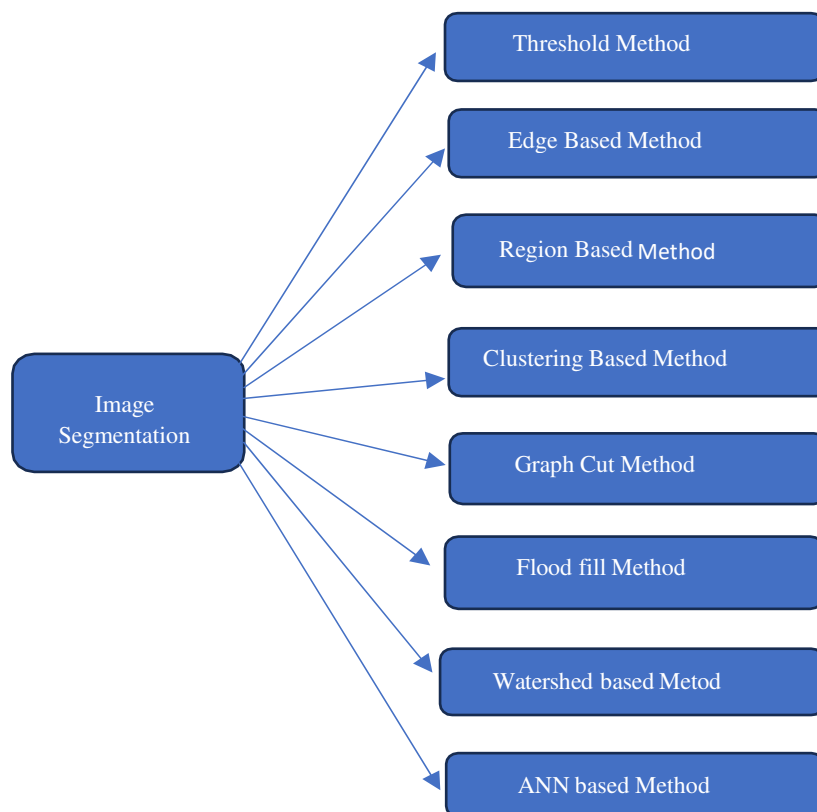 Threshold Method
Edge Based Method
Region Based Method
Clustering Based Method
Image
Segmentation
Graph Cut Method
Flood fill Method
Watershed based Metod
ANN based Method